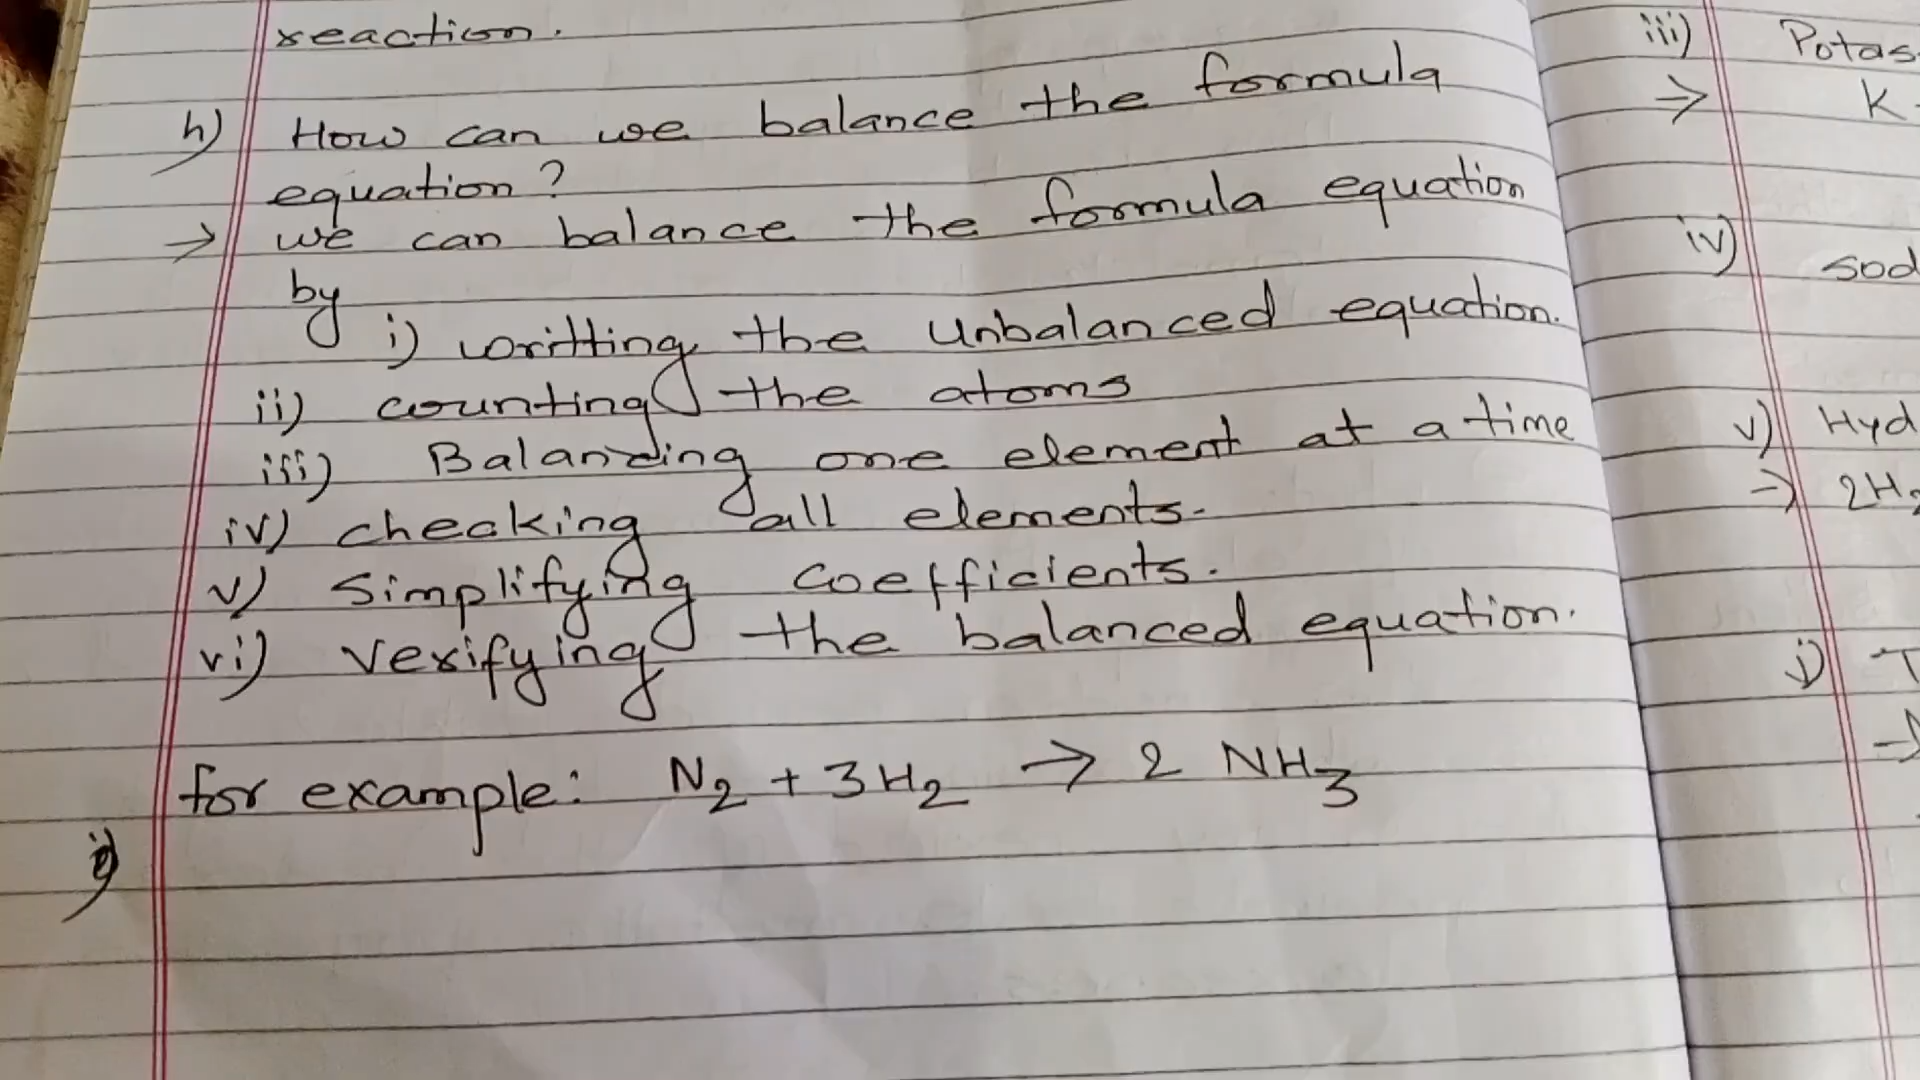 reaction.
h) How can we balance the formula
equation?
→ we can balance the formula equation
by
i) writting the unbalanced equation.
ii) counting the atoms
iii) Balancing one element at a time
iv) cheaking all elements.
v) Simplifying coefficients.
vi) verifying the balanced equation.
for example: N₂ + 3H₂ → 2 NH₃
iii) Potas
→ K
iv) sod
v) Hyd
→ 2H₂
j) T